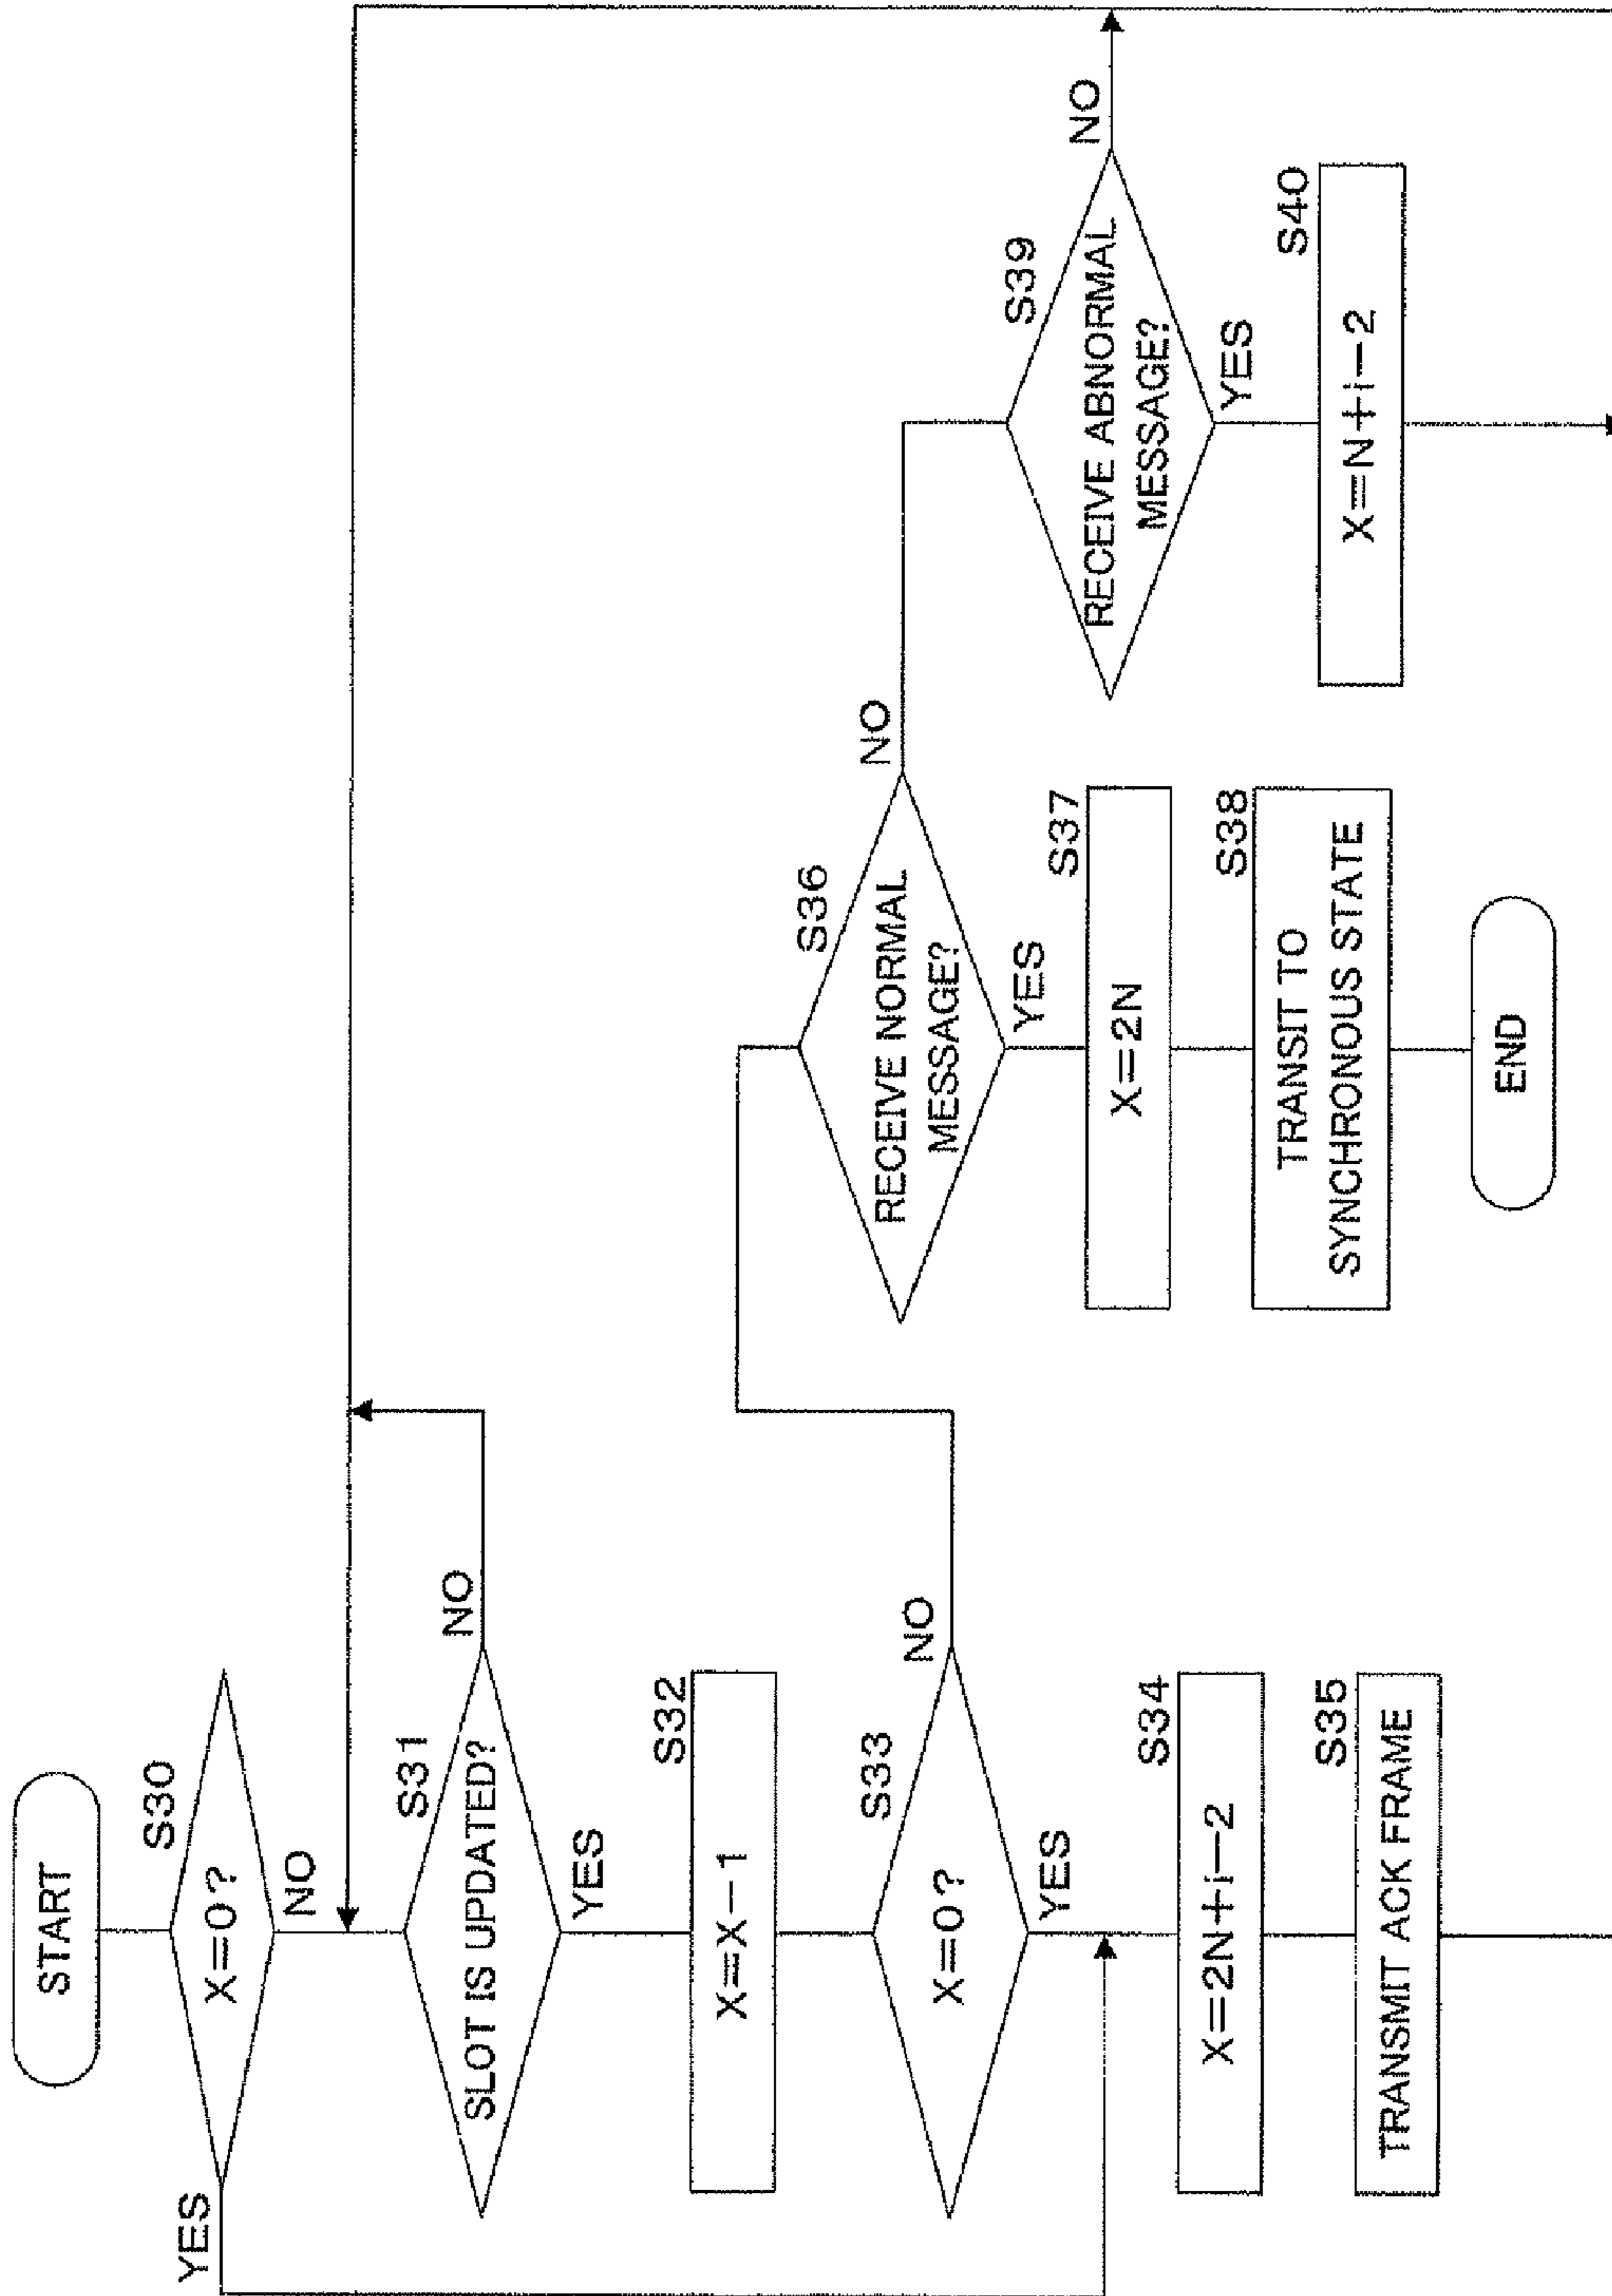 START
S30
X=0?
YES
NO
S31
SLOT IS UPDATED?
NO
YES
S32
X=X−1
S33
X=0?
NO
YES
S34
X=2N+i−2
S35
TRANSMIT ACK FRAME
S36
RECEIVE NORMAL
MESSAGE?
NO
YES
S37
X=2N
S38
TRANSIT TO
SYNCHRONOUS STATE
END
S39
RECEIVE ABNORMAL
MESSAGE?
NO
YES
S40
X=N+i−2